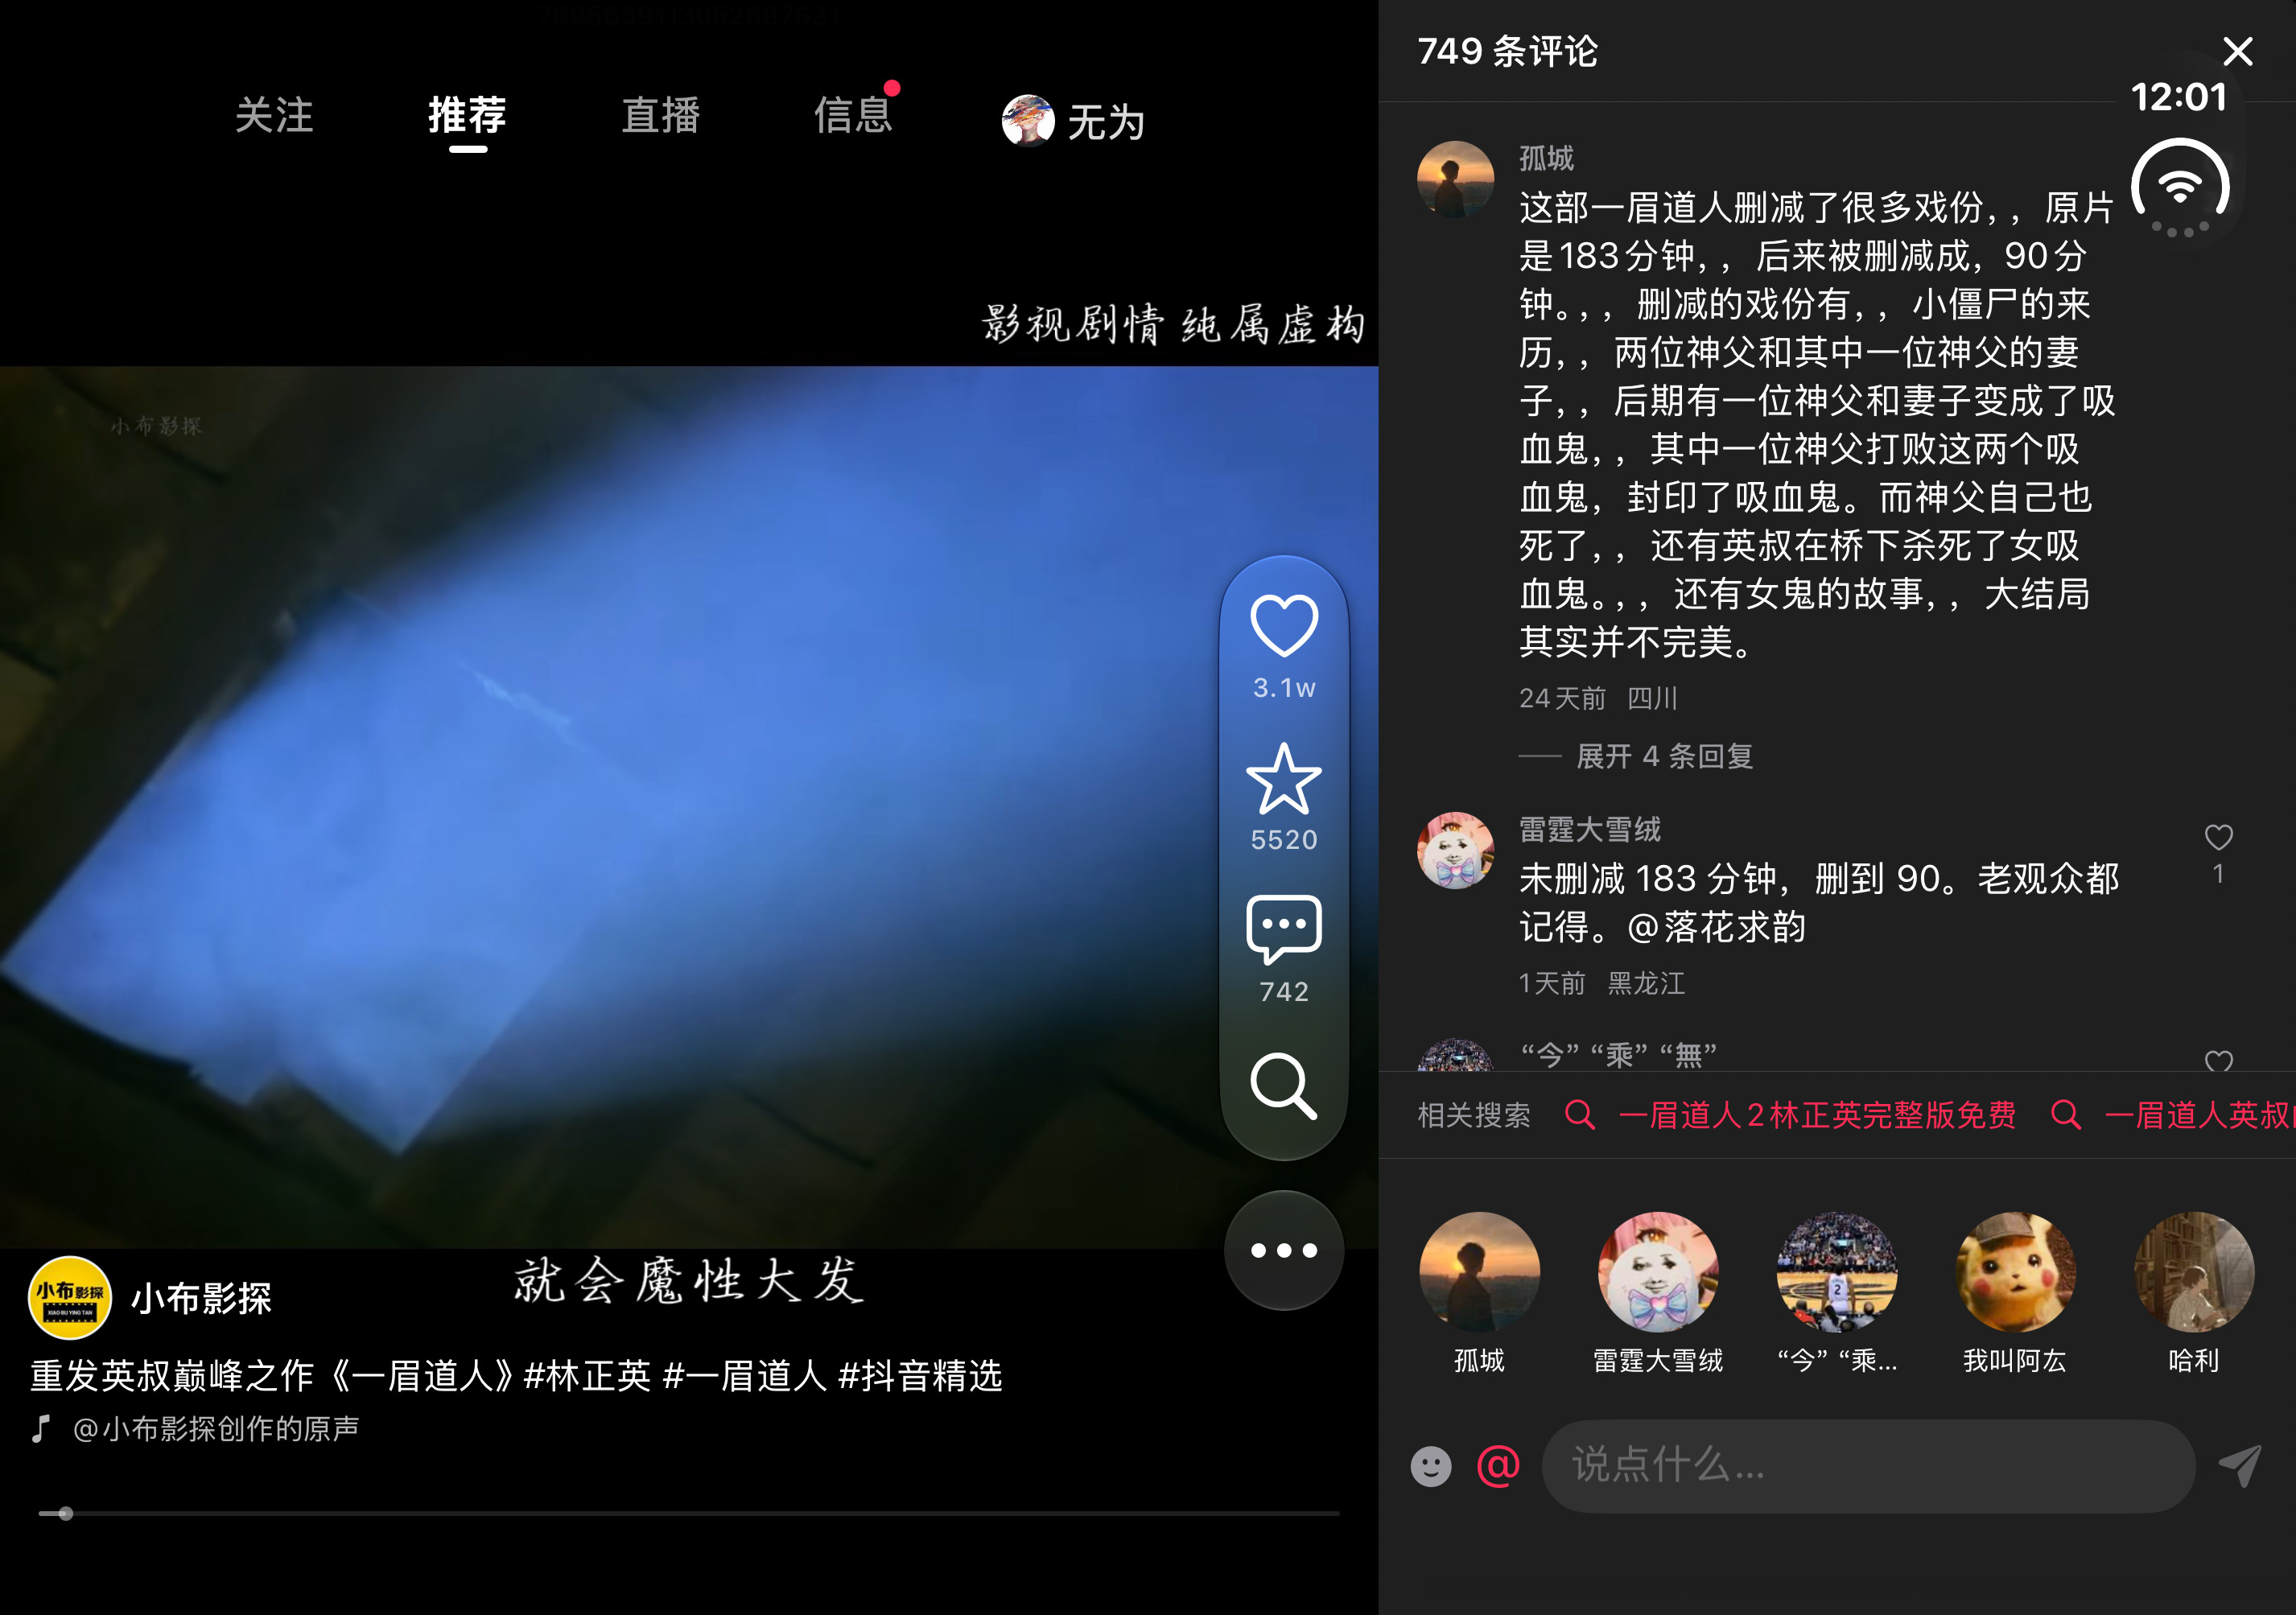 关注
推荐
直播
信息
无为
影视剧情 纯属虚构
小布影探
3.1w
5520
742
就会魔性大发
小布影探
XIAO BU YING TAN
小布影探
重发英叔巅峰之作《一眉道人》#林正英 #一眉道人 #抖音精选
@小布影探创作的原声
749 条评论
12:01
孤城
这部一眉道人删减了很多戏份，，原片
是183分钟，，后来被删减成，90分
钟。，，删减的戏份有，，小僵尸的来
历，，两位神父和其中一位神父的妻
子，，后期有一位神父和妻子变成了吸
血鬼，，其中一位神父打败这两个吸
血鬼，封印了吸血鬼。而神父自己也
死了，，还有英叔在桥下杀死了女吸
血鬼。，，还有女鬼的故事，，大结局
其实并不完美。
24天前 四川
展开 4 条回复
雷霆大雪绒
未删减 183 分钟，删到 90。老观众都
记得。@落花求韵
1天前 黑龙江
1
“今” “乘” “無”
相关搜索
一眉道人2林正英完整版免费
一眉道人英叔
孤城
雷霆大雪绒
“今” “乘...
我叫阿厷
哈利
@
说点什么...